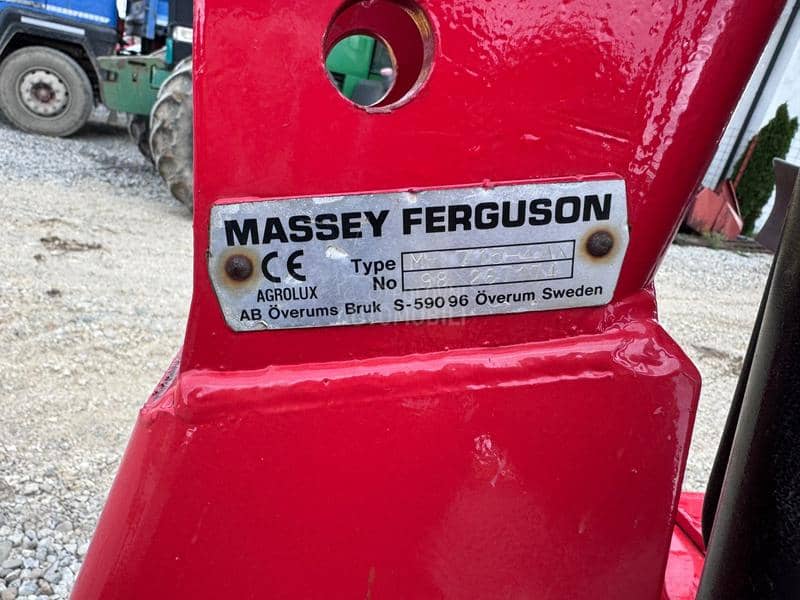 MASSEY FERGUSON
CE Type
AGROLUX No
AB Överums Bruk S-590 96 Överum Sweden